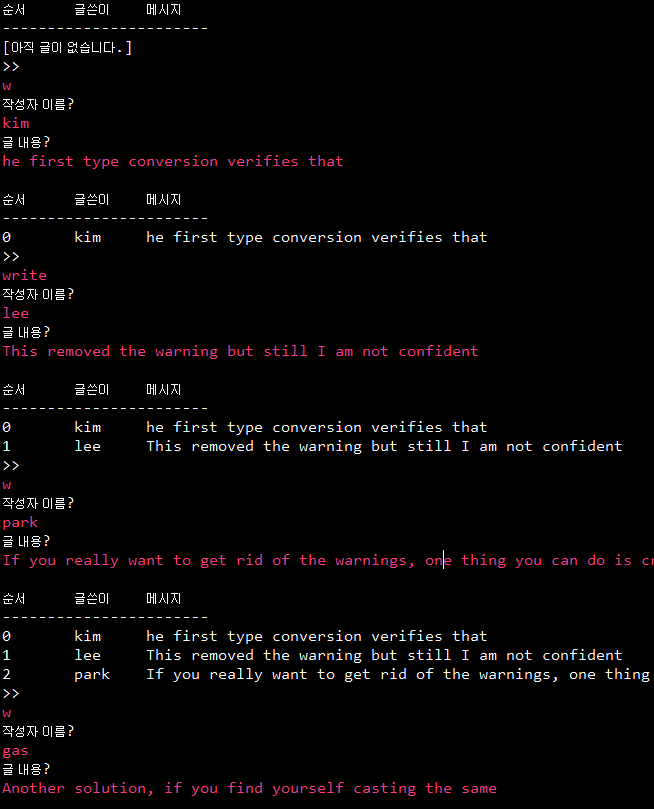 순서 글쓴이 메시지
-----------------------
[아직 글이 없습니다.]
>>
w
작성자 이름?
kim
글 내용?
he first type conversion verifies that
순서 글쓴이 메시지
-----------------------
0 kim he first type conversion verifies that
>>
write
작성자 이름?
lee
글 내용?
This removed the warning but still I am not confident
순서 글쓴이 메시지
-----------------------
0 kim he first type conversion verifies that
1 lee This removed the warning but still I am not confident
>>
w
작성자 이름?
park
글 내용?
If you really want to get rid of the warnings, one thing you can do is
순서 글쓴이 메시지
-----------------------
0 kim he first type conversion verifies that
1 lee This removed the warning but still I am not confident
2 park If you really want to get rid of the warnings, one thing
>>
w
작성자 이름?
gas
글 내용?
Another solution, if you find yourself casting the same